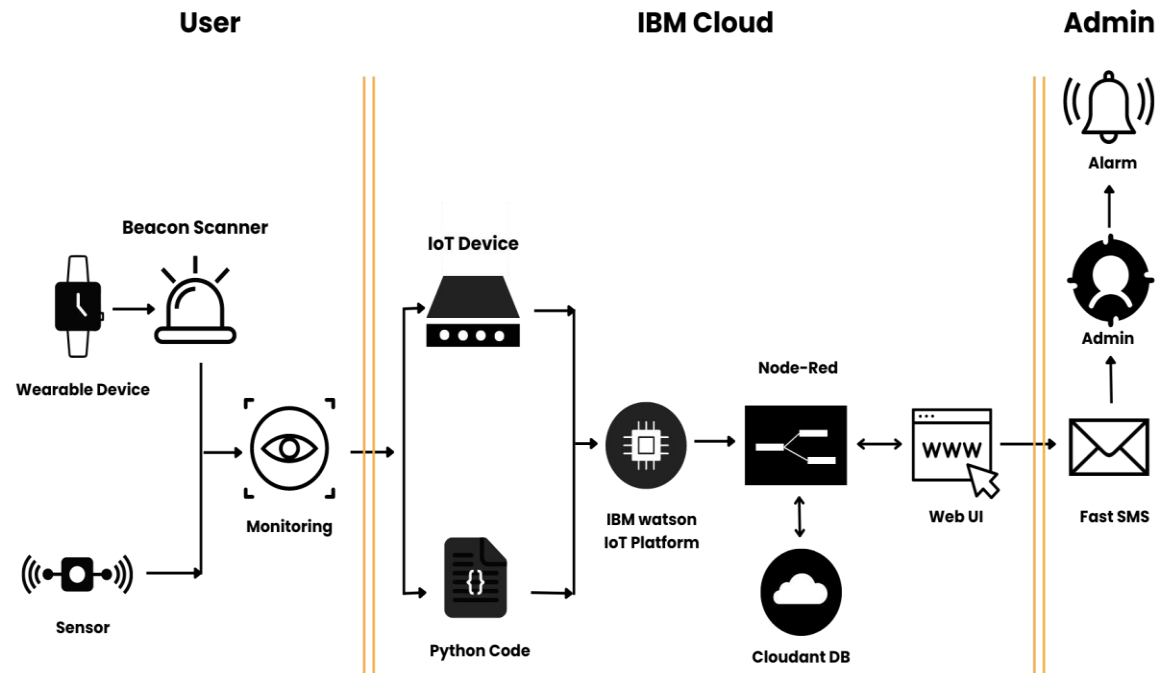 User
IBM Cloud
Admin
Alarm
Beacon Scanner
IoT Device
Admin
Node-Red
Wearable Device
{}
WWW
IBM watson
IoT Platform
Web UI
Fast SMS
Monitoring
Sensor
Python Code
Cloudant DB